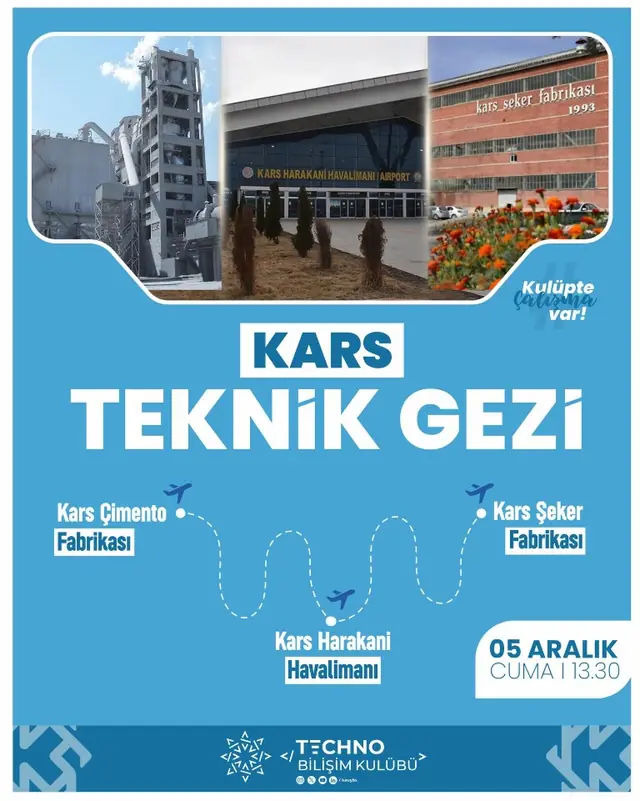 KARS HARAKANİ HAVALİMANI / AIRPORT
kars şeker fabrikası
1993
Kulüpte
çalışma
var!
KARS
TEKNİK GEZİ
Kars Çimento
Fabrikası
Kars Şeker
Fabrikası
Kars Harakani
Havalimanı
05 ARALIK
CUMA | 13.30
</TECHNO
BİLİŞİM KULÜBÜ>